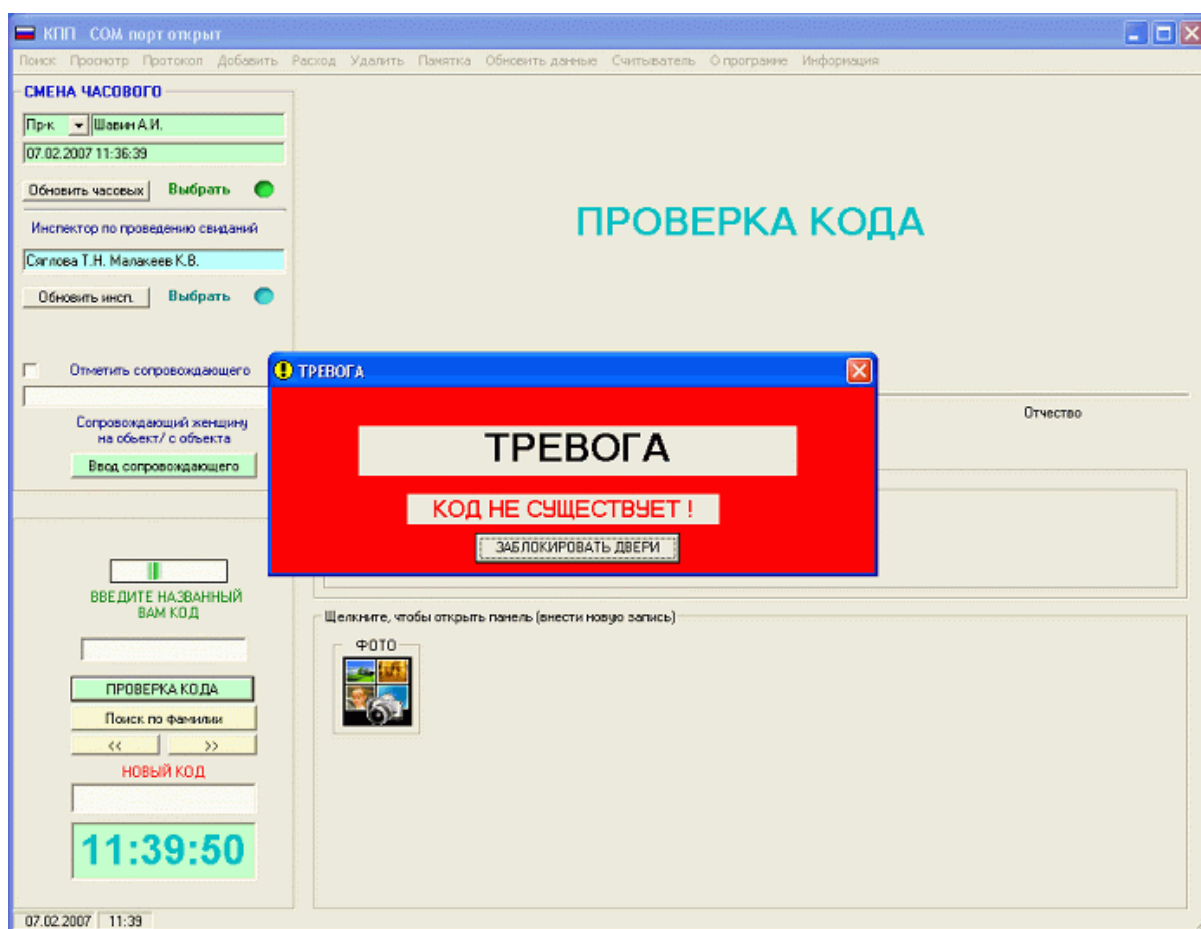 КПП СОМ порт открыт
Поиск Просмотр Протокол Добавить Расход Удалить Памятка Обновить данные Считыватель О програмне Информация
СМЕНА ЧАСОВОГО
Пр-к Шавин А.И.
07.02.2007 11:36:39
Обновить часовых Выбрать
Инспектор по проведению свиданий
Сяглова Т.Н. Малакеев К.В.
Обновить инсп. Выбрать
Отметить сопровождающего
Сопровождающий женщину
на объект/ с объекта
Ввод сопровождающего
ПРОВЕРКА КОДА
ТРЕВОГА
ТРЕВОГА
КОД НЕ СУЩЕСТВУЕТ !
ЗАБЛОКИРОВАТЬ ДВЕРИ
Отчество
ВВЕДИТЕ НАЗВАННЫЙ
ВАМ КОД
ПРОВЕРКА КОДА
Поиск по фамилии
<< >>
НОВЫЙ КОД
11:39:50
Щелкните, чтобы открыть панель (внести новую запись)
ФОТО
07.02.2007 11:39